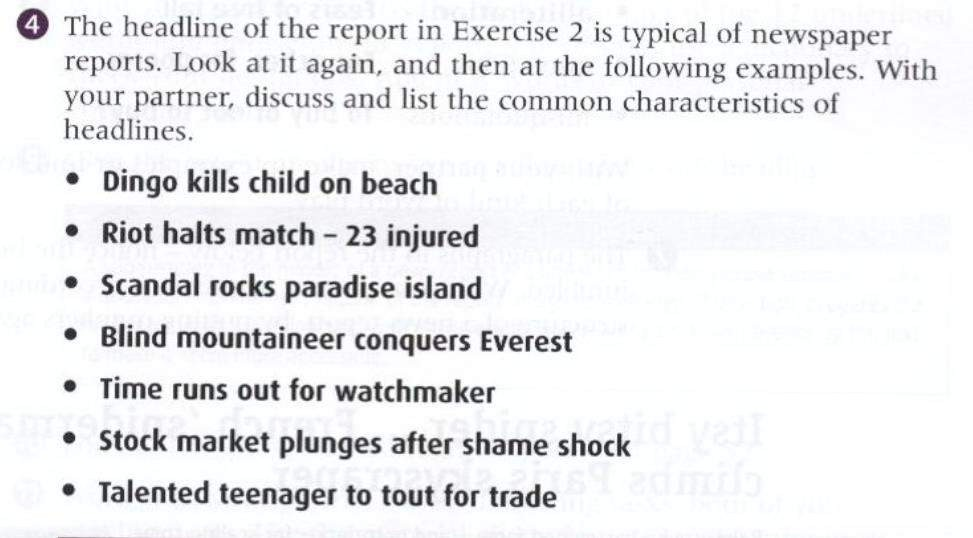 4 The headline of the report in Exercise 2 is typical of newspaper
reports. Look at it again, and then at the following examples. With
your partner, discuss and list the common characteristics of
headlines.
• Dingo kills child on beach
• Riot halts match – 23 injured
• Scandal rocks paradise island
• Blind mountaineer conquers Everest
• Time runs out for watchmaker
• Stock market plunges after shame shock
• Talented teenager to tout for trade